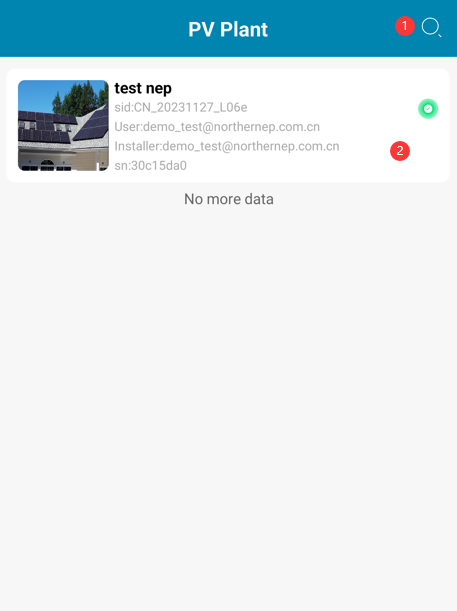 PV Plant
1
test nep
sid:CN_20231127_L06e
User:demo_test@northernep.com.cn
Installer:demo_test@northernep.com.cn
2
sn:30c15da0
No more data